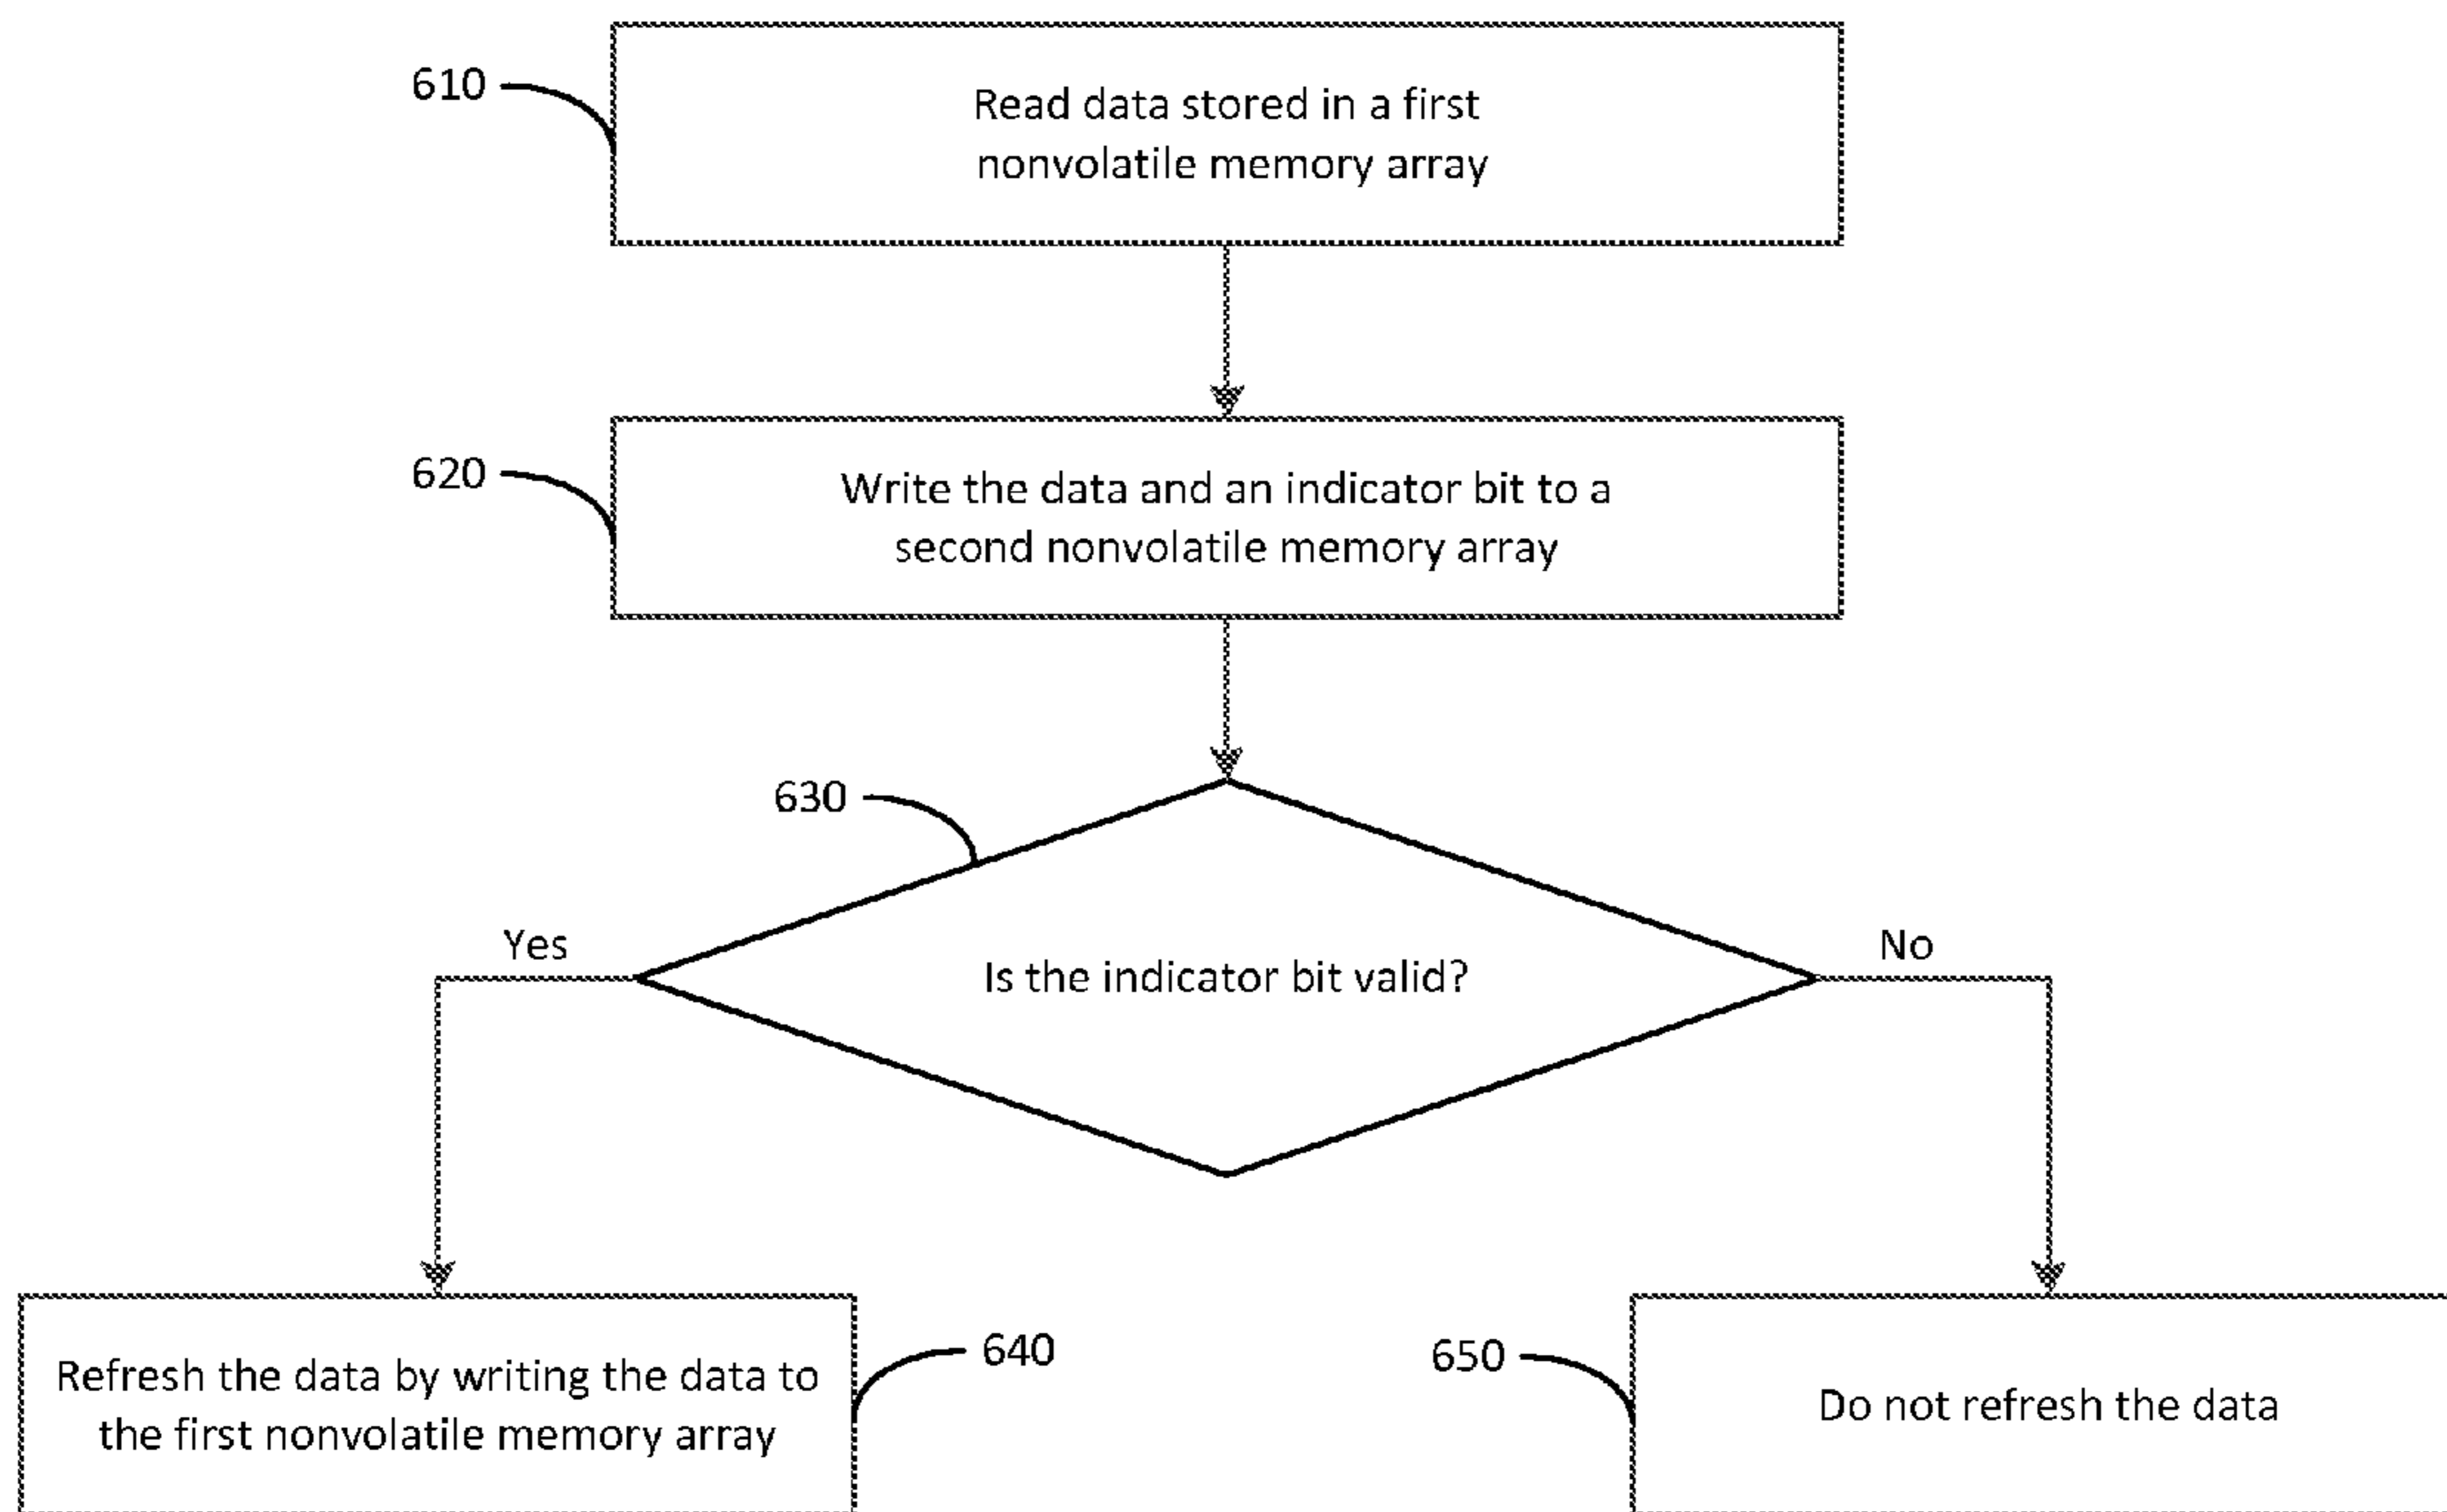 610
Read data stored in a first
nonvolatile memory array
620
Write the data and an indicator bit to a
second nonvolatile memory array
630
Yes
Is the indicator bit valid?
No
Refresh the data by writing the data to
the first nonvolatile memory array
640
650
Do not refresh the data